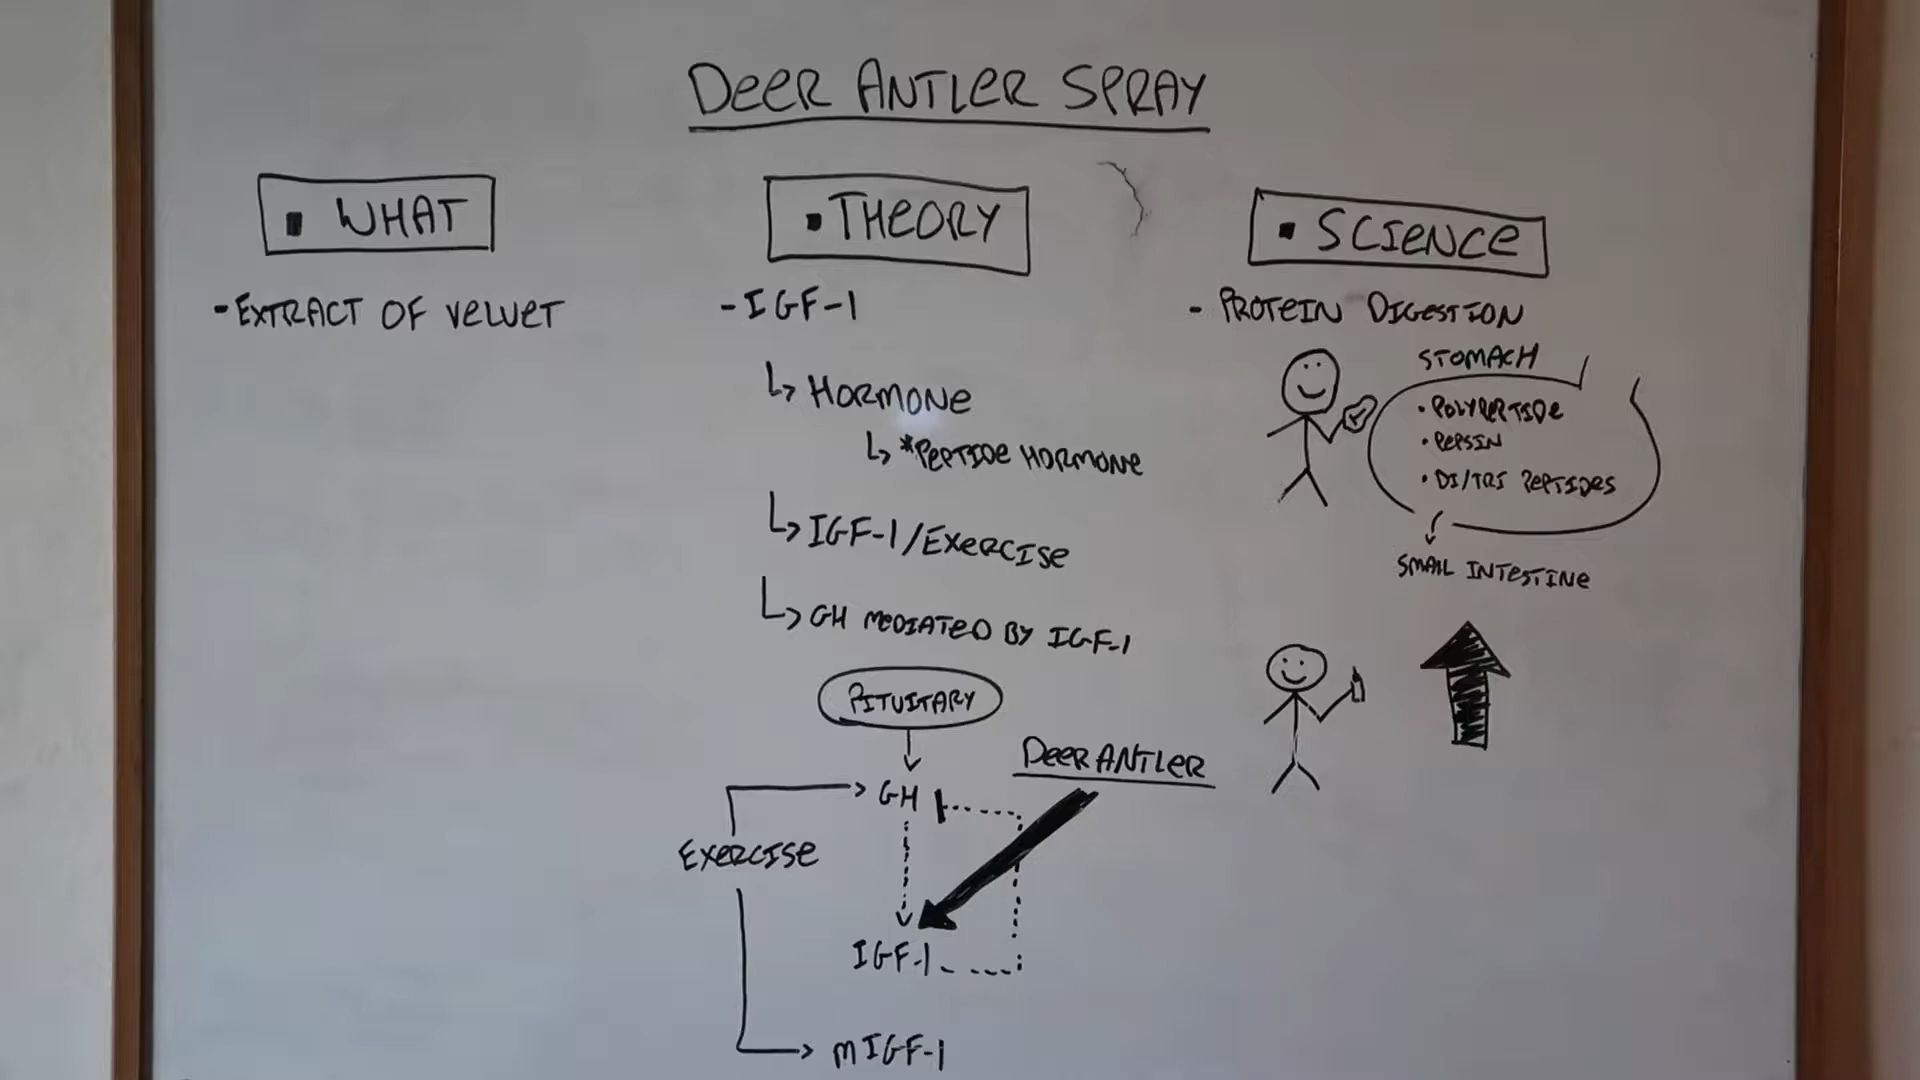 DEER ANTLER SPRAY
▪ WHAT
- EXTRACT OF VELVET
▪ THEORY
- IGF-1
↳ HORMONE
↳ *PEPTIDE HORMONE
↳ IGF-1/EXERCISE
↳ GH MEDIATED BY IGF-1
PITUITARY
GH
DEER ANTLER
EXERCISE
IGF-1
MIGF-1
▪ SCIENCE
- PROTEIN DIGESTION
STOMACH
• POLYPEPTIDE
• PEPSIN
• DI/TRI PEPTIDES
SMALL INTESTINE